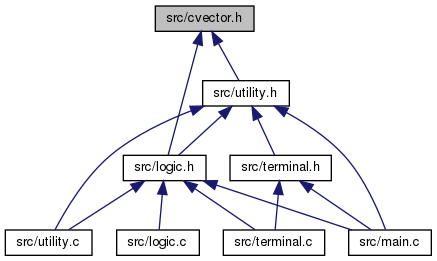 src/cvector.h
src/utility.h
src/logic.h
src/terminal.h
src/utility.c
src/logic.c
src/terminal.c
src/main.c